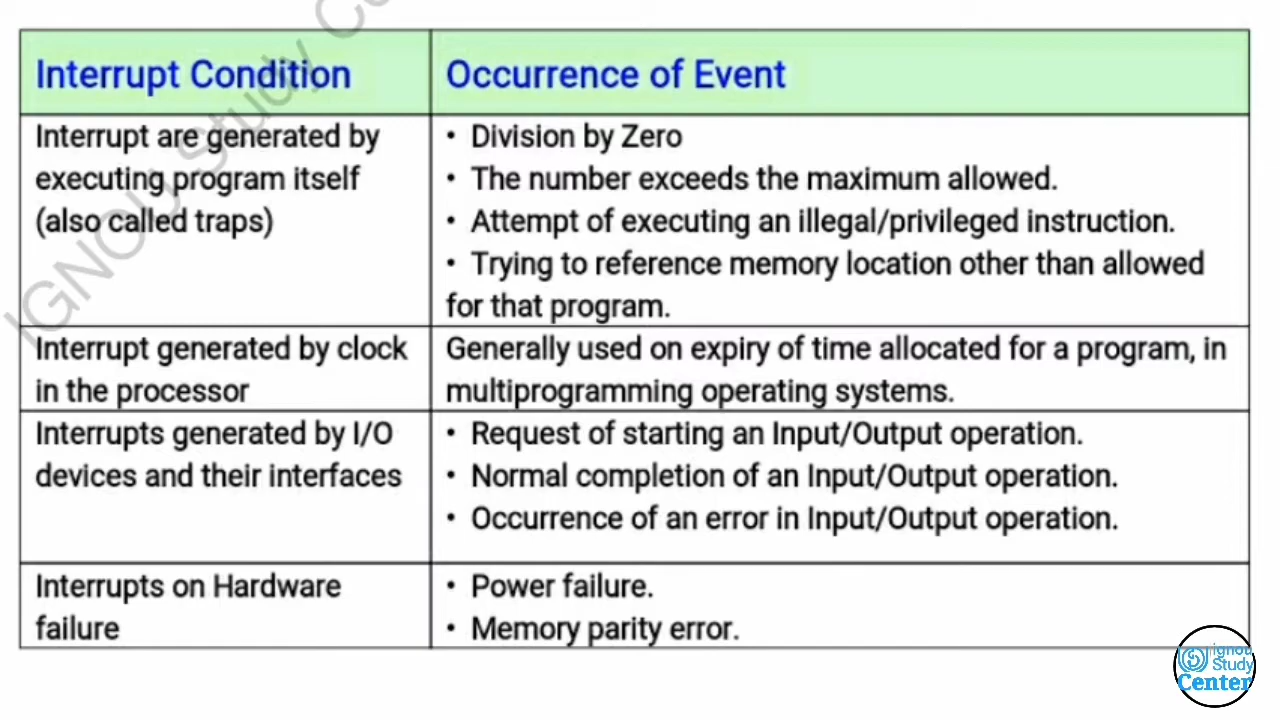 Interrupt Condition
Occurrence of Event
Interrupt are generated by
executing program itself
(also called traps)
• Division by Zero
• The number exceeds the maximum allowed.
• Attempt of executing an illegal/privileged instruction.
• Trying to reference memory location other than allowed
for that program.
Interrupt generated by clock
in the processor
Generally used on expiry of time allocated for a program, in
multiprogramming operating systems.
Interrupts generated by I/O
devices and their interfaces
• Request of starting an Input/Output operation.
• Normal completion of an Input/Output operation.
• Occurrence of an error in Input/Output operation.
Interrupts on Hardware
failure
• Power failure.
• Memory parity error.
IGNOU Study
ignou
Study
Center